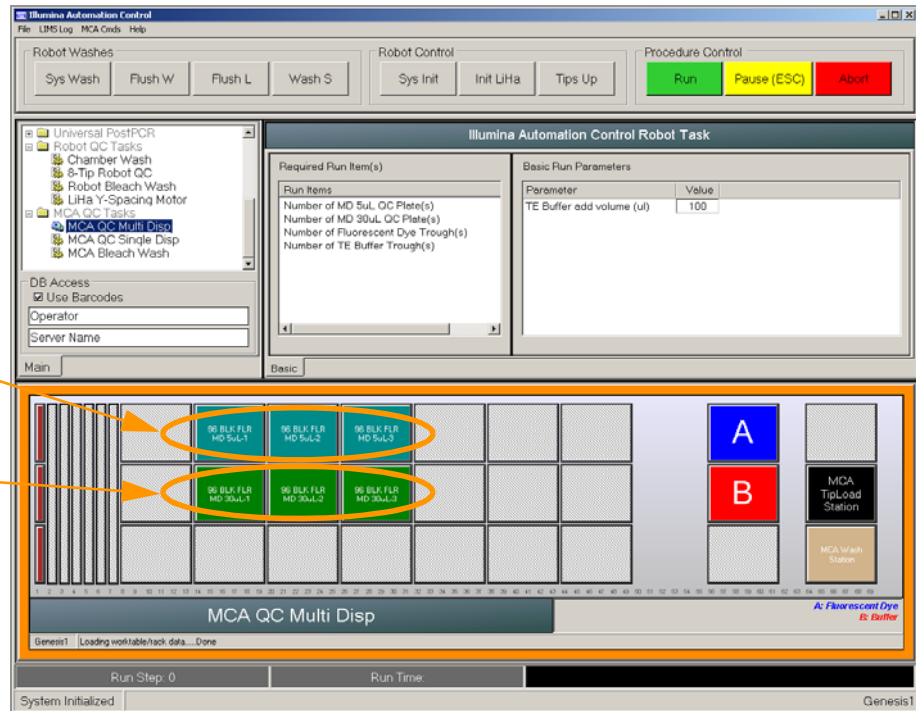 Illumina Automation Control
File LIMS Log MCA Cmds Help
Robot Washes
Sys Wash Flush W Flush L Wash S
Robot Control
Sys Init Init LiHa Tips Up
Procedure Control
Run Pause (ESC) Abort
Universal PostPCR
Robot QC Tasks
Chamber Wash
8-Tip Robot QC
Robot Bleach Wash
LiHa Y-Spacing Motor
MCA QC Tasks
MCA QC Multi Disp
MCA QC Single Disp
MCA Bleach Wash
DB Access
Use Barcodes
Operator
Server Name
Main
Illumina Automation Control Robot Task
Required Run Item(s)
Run Items
Number of MD 5uL QC Plate(s)
Number of MD 30uL QC Plate(s)
Number of Fluorescent Dye Trough(s)
Number of TE Buffer Trough(s)
Basic Run Parameters
Parameter Value
TE Buffer add volume (ul) 100
Basic
96 BLK FLR MD 5uL-1
96 BLK FLR MD 5uL-2
96 BLK FLR MD 5uL-3
A
96 BLK FLR MD 30uL-1
96 BLK FLR MD 30uL-2
96 BLK FLR MD 30uL-3
B
MCA
TipLoad
Station
MCA Wash
Station
MCA QC Multi Disp
A: Fluorescent Dye
B: Buffer
Genesis1 Loading worktable/rack data....Done
Run Step: 0 Run Time:
System Initialized Genesis1